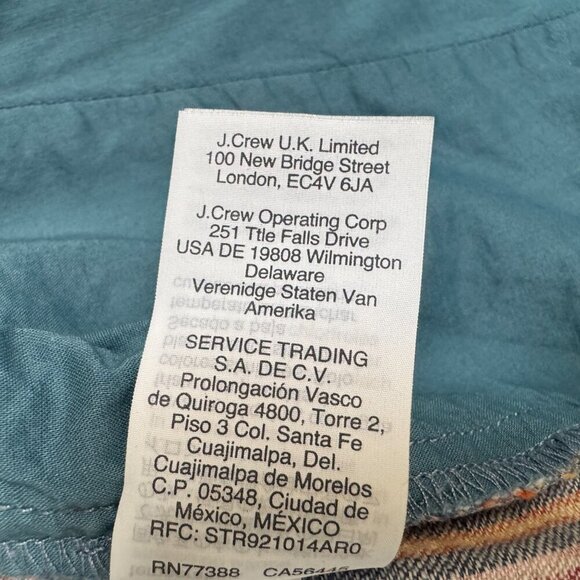 J.Crew U.K. Limited
100 New Bridge Street
London, EC4V 6JA
J.Crew Operating Corp
251 Ttle Falls Drive
USA DE 19808 Wilmington
Delaware
Verenidge Staten Van
Amerika
SERVICE TRADING
S.A. DE C.V.
Prolongación Vasco
de Quiroga 4800, Torre 2,
Piso 3 Col. Santa Fe
Cuajimalpa, Del.
Cuajimalpa de Morelos
C.P. 05348, Ciudad de
México, MÉXICO
RFC: STR921014AR0
RN77388 CA56445